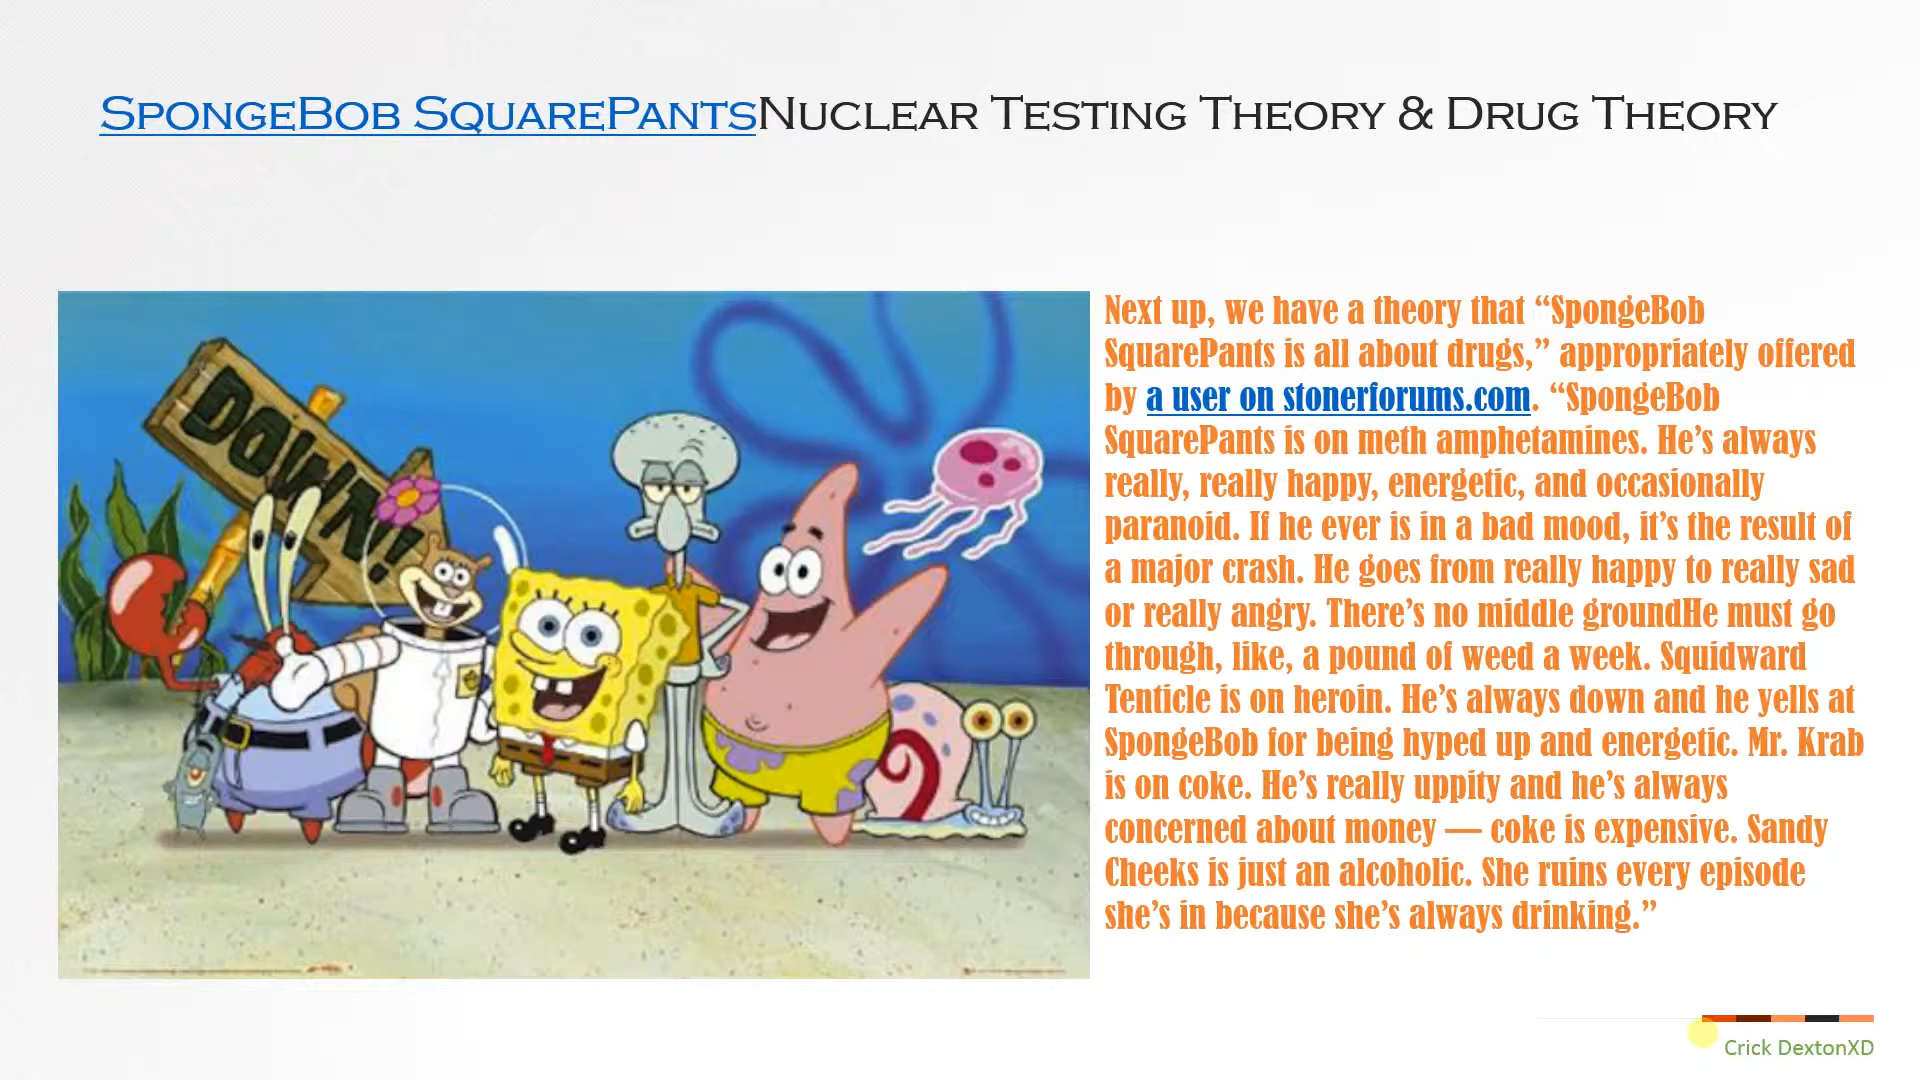 SpongeBob SquarePantsNuclear Testing Theory & Drug Theory
DOWN!
Next up, we have a theory that “SpongeBob
SquarePants is all about drugs,” appropriately offered
by a user on stonerforums.com. “SpongeBob
SquarePants is on meth amphetamines. He’s always
really, really happy, energetic, and occasionally
paranoid. If he ever is in a bad mood, it’s the result of
a major crash. He goes from really happy to really sad
or really angry. There’s no middle groundHe must go
through, like, a pound of weed a week. Squidward
Tenticle is on heroin. He’s always down and he yells at
SpongeBob for being hyped up and energetic. Mr. Krab
is on coke. He’s really uppity and he’s always
concerned about money — coke is expensive. Sandy
Cheeks is just an alcoholic. She ruins every episode
she’s in because she’s always drinking.”
Crick DextonXD